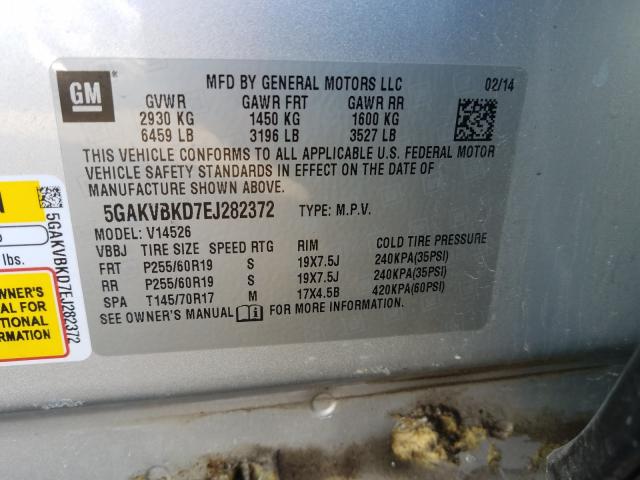 GM
MFD BY GENERAL MOTORS LLC 02/14
GVWR GAWR FRT GAWR RR
2930 KG 1450 KG 1600 KG
6459 LB 3196 LB 3527 LB
THIS VEHICLE CONFORMS TO ALL APPLICABLE U.S. FEDERAL MOTOR
VEHICLE SAFETY STANDARDS IN EFFECT ON THE DATE OF
MANUFACTURE SHOWN ABOVE.
5GAKVBKD7EJ282372 TYPE: M.P.V.
MODEL: V14526
VBBJ TIRE SIZE SPEED RTG RIM COLD TIRE PRESSURE
FRT P255/60R19 S 19X7.5J 240KPA(35PSI)
RR P255/60R19 S 19X7.5J 240KPA(35PSI)
SPA T145/70R17 M 17X4.5B 420KPA(60PSI)
SEE OWNER'S MANUAL FOR MORE INFORMATION.
5GAKVBKD7EJ282372
lbs.
WNER'S
AL FOR
TIONAL
RMATION